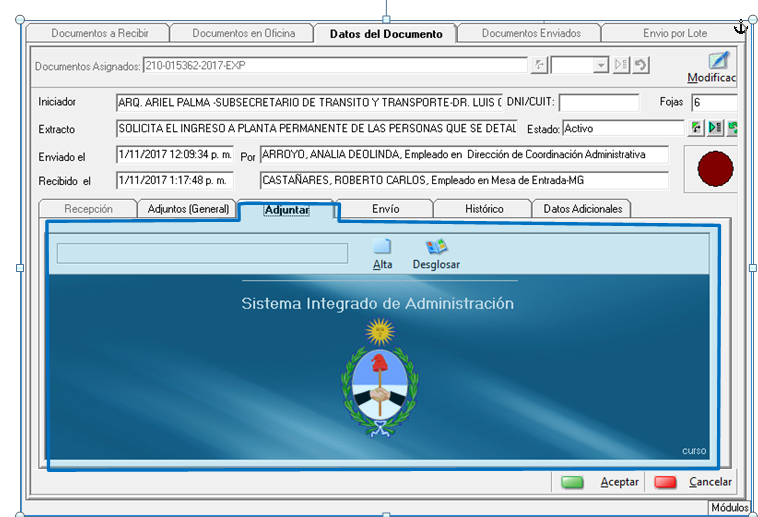 Documentos a Recibir Documentos en Oficina Datos del Documento Documentos Enviados Envio por Lote
Documentos Asignados: 210-015362-2017-EXP
Modificac
Iniciador ARQ. ARIEL PALMA -SUBSECRETARIO DE TRANSITO Y TRANSPORTE-DR. LUIS ( DNI/CUIT: Fojas 6
Extracto SOLICITA EL INGRESO A PLANTA PERMANENTE DE LAS PERSONAS QUE SE DETAL Estado: Activo
Enviado el 1/11/2017 12:09:34 p. m. Por ARROYO, ANALIA DEOLINDA, Empleado en Dirección de Coordinación Administrativa
Recibido el 1/11/2017 1:17:48 p. m. CASTAÑARES, ROBERTO CARLOS, Empleado en Mesa de Entrada-MG
Recepción Adjuntos (General) Adjuntar Envío Histórico Datos Adicionales
Alta Desglosar
Sistema Integrado de Administración
curso
Aceptar Cancelar
Módulos